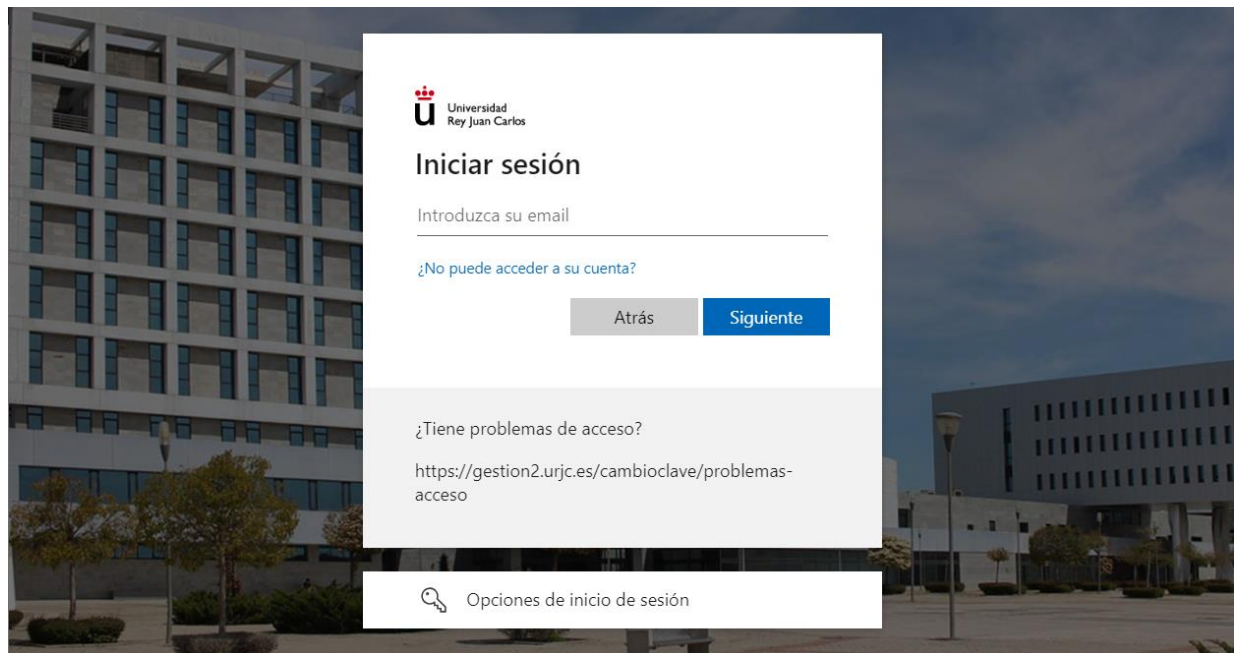 Universidad
Rey Juan Carlos
Iniciar sesión
Introduzca su email
¿No puede acceder a su cuenta?
Atrás Siguiente
¿Tiene problemas de acceso?
https://gestion2.urjc.es/cambioclave/problemas-
acceso
Opciones de inicio de sesión